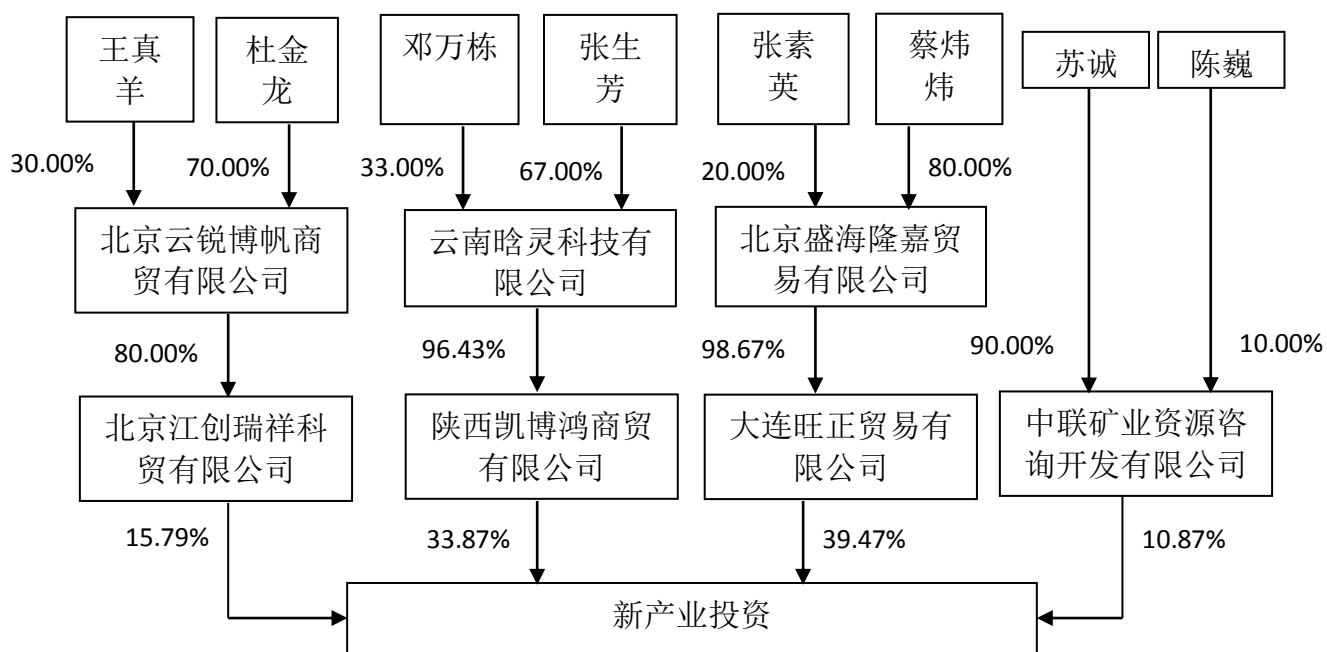 王真
羊
杜金
龙
邓万栋
张生
芳
张素
英
蔡炜
炜
苏诚
陈巍
30.00%
70.00%
33.00%
67.00%
20.00%
80.00%
北京云锐博帆商
贸有限公司
云南晗灵科技有
限公司
北京盛海隆嘉贸
易有限公司
80.00%
96.43%
98.67%
90.00%
10.00%
北京江创瑞祥科
贸有限公司
陕西凯博鸿商贸
有限公司
大连旺正贸易有
限公司
中联矿业资源咨
询开发有限公司
15.79%
33.87%
39.47%
10.87%
新产业投资